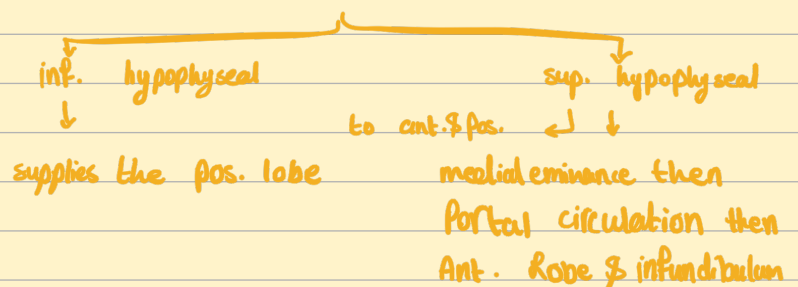 inf. hypophyseal
sup. hypophyseal
to ant. & pos.
supplies the pos. lobe
medial eminance then
Portal circulation then
Ant. Lobe & infundibulum